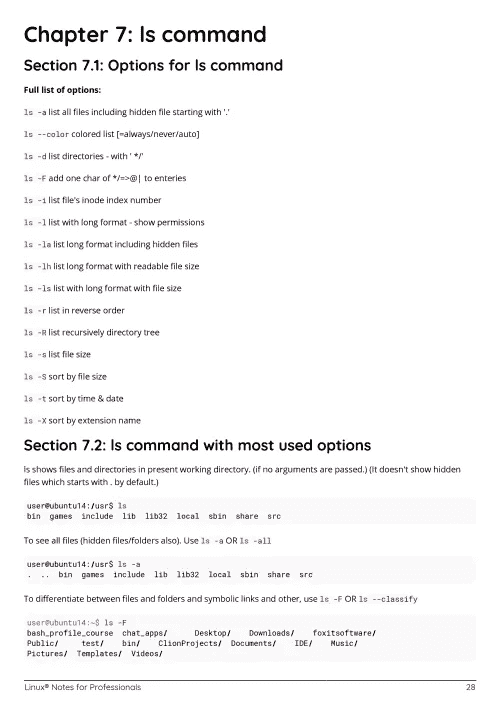 Chapter 7: ls command
Section 7.1: Options for ls command
Full list of options:
ls -a list all files including hidden file starting with '.'
ls --color colored list [=always/never/auto]
ls -d list directories - with ' */'
ls -F add one char of */=>@| to enteries
ls -i list file's inode index number
ls -l list with long format - show permissions
ls -la list long format including hidden files
ls -lh list long format with readable file size
ls -ls list with long format with file size
ls -r list in reverse order
ls -R list recursively directory tree
ls -s list file size
ls -S sort by file size
ls -t sort by time & date
ls -X sort by extension name
Section 7.2: ls command with most used options
ls shows files and directories in present working directory. (if no arguments are passed.) (It doesn't show hidden
files which starts with . by default.)
user@ubuntu14:/usr$ ls
bin  games  include  lib  lib32  local  sbin  share  src
To see all files (hidden files/folders also). Use ls -a OR ls -all
user@ubuntu14:/usr$ ls -a
.  ..  bin  games  include  lib  lib32  local  sbin  share  src
To differentiate between files and folders and symbolic links and other, use ls -F OR ls --classify
user@ubuntu14:~$ ls -F
bash_profile_course  chat_apps/  Desktop/  Downloads/  foxitsoftware/
Public/  test/  bin/  ClionProjects/  Documents/  IDE/  Music/
Pictures/  Templates/  Videos/
Linux® Notes for Professionals 28